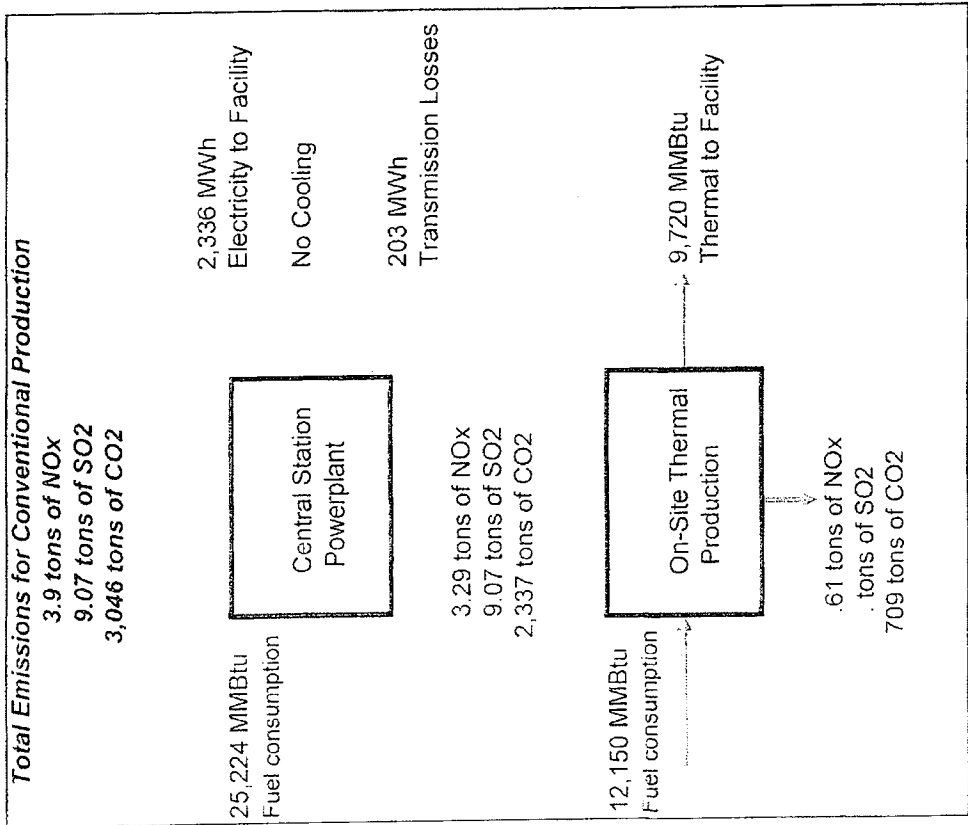 Total Emissions for Conventional Production
3.9 tons of NOx
9.07 tons of SO2
3,046 tons of CO2
25,224 MMBtu
Fuel consumption
Central Station
Powerplant
2,336 MWh
Electricity to Facility
No Cooling
203 MWh
Transmission Losses
3.29 tons of NOx
9.07 tons of SO2
2,337 tons of CO2
12,150 MMBtu
Fuel consumption
On-Site Thermal
Production
9,720 MMBtu
Thermal to Facility
.61 tons of NOx
. tons of SO2
709 tons of CO2